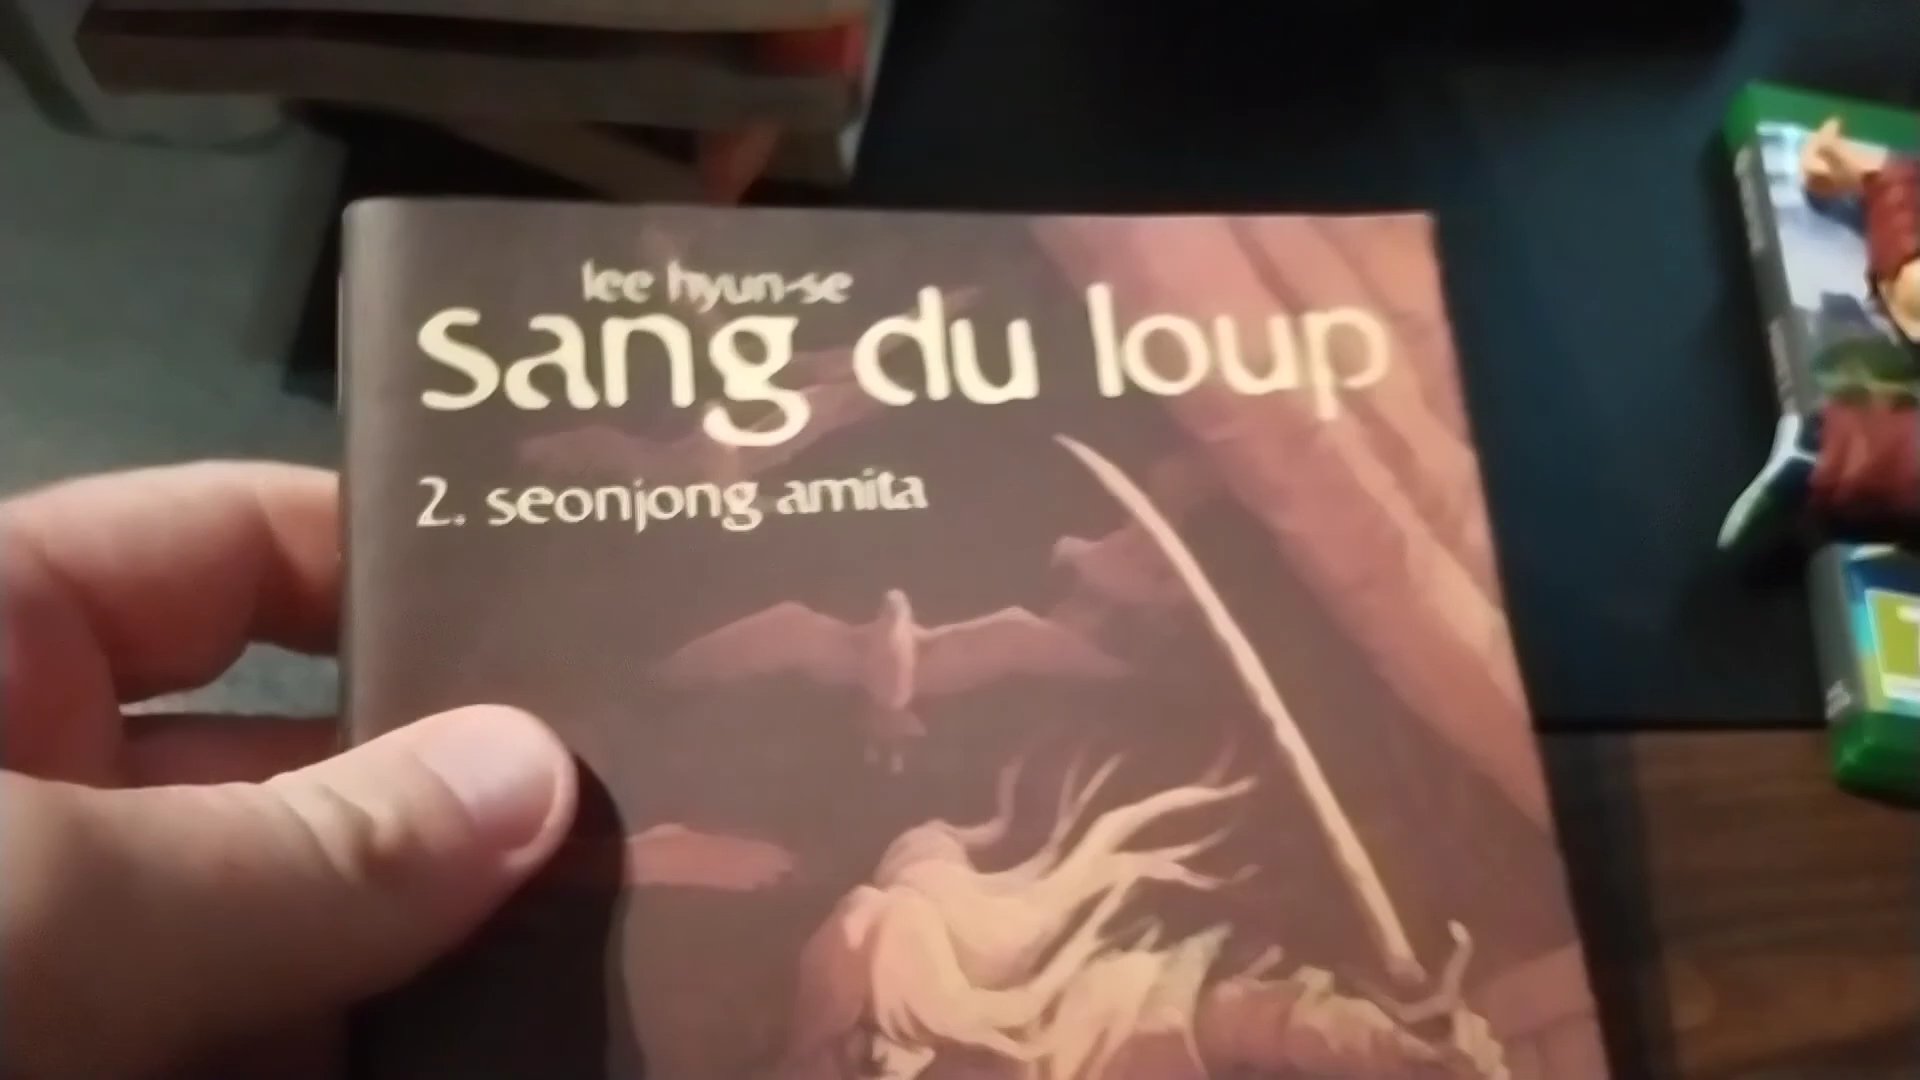 lee hyun-se
sang du loup
2. seonjong amita